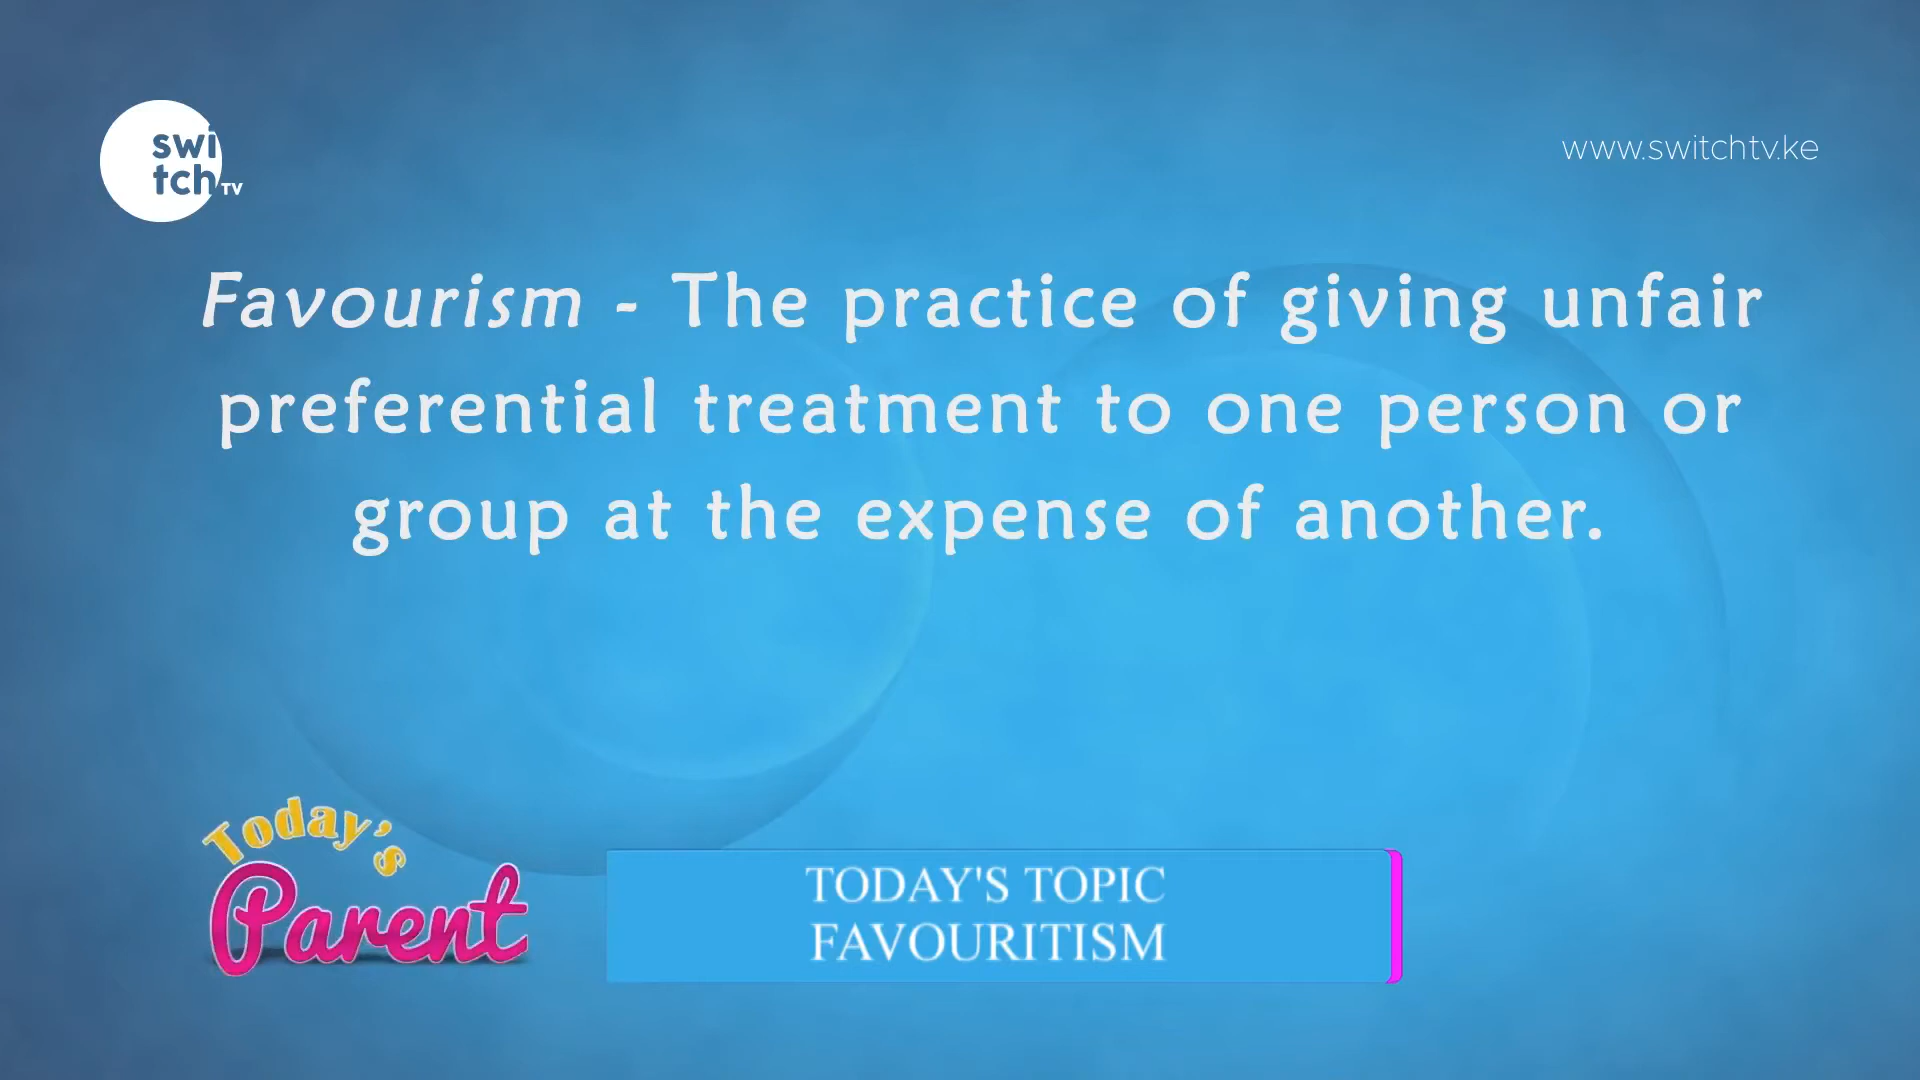 swi
tch TV
www.switchtv.ke
Favourism - The practice of giving unfair
preferential treatment to one person or
group at the expense of another.
Today's
Parent
TODAY'S TOPIC
FAVOURITISM